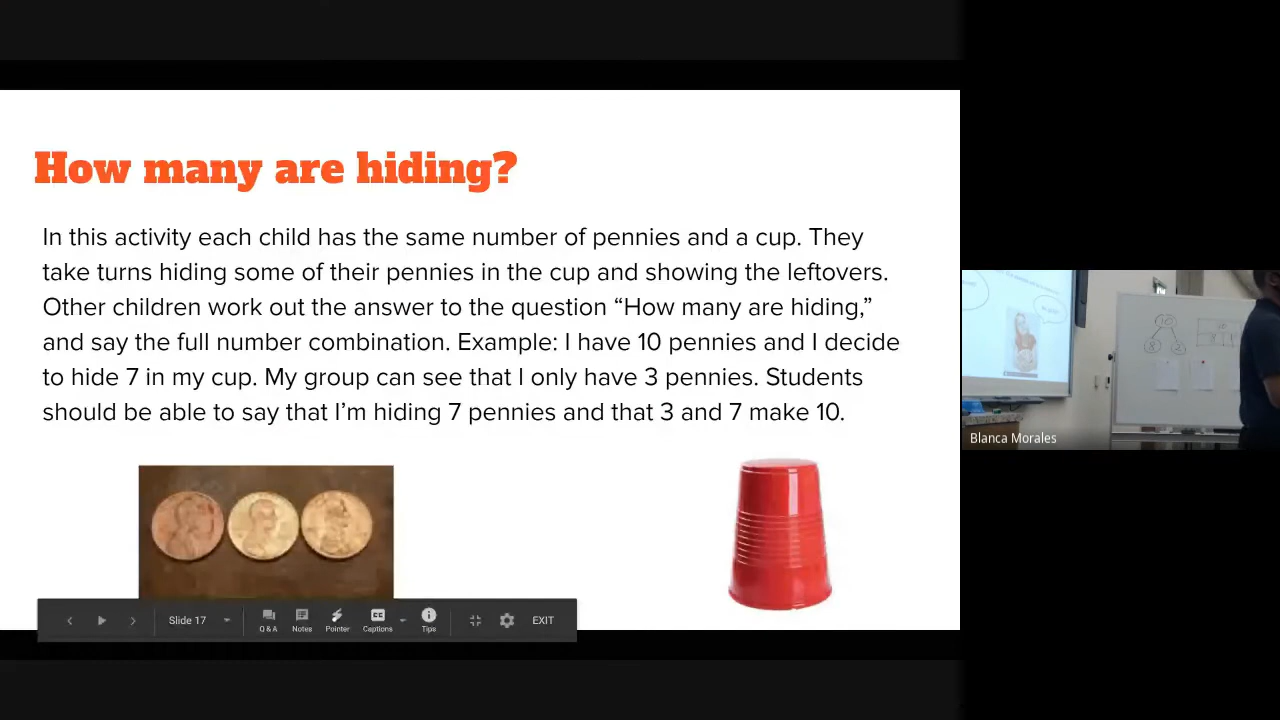 How many are hiding?
In this activity each child has the same number of pennies and a cup. They
take turns hiding some of their pennies in the cup and showing the leftovers.
Other children work out the answer to the question “How many are hiding,”
and say the full number combination. Example: I have 10 pennies and I decide
to hide 7 in my cup. My group can see that I only have 3 pennies. Students
should be able to say that I’m hiding 7 pennies and that 3 and 7 make 10.
Slide 17
Q & A
Notes
Pointer
Captions
Tips
EXIT
10
8 2
Blanca Morales